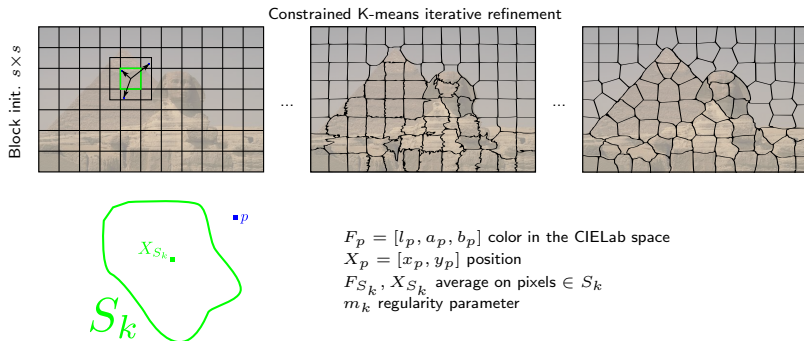 Constrained K-means iterative refinement
Block init. s×s
...
...
p
X_{S_k}
S_k
F_p = [l_p, a_p, b_p] color in the CIELab space
X_p = [x_p, y_p] position
F_{S_k}, X_{S_k} average on pixels ∈ S_k
m_k regularity parameter